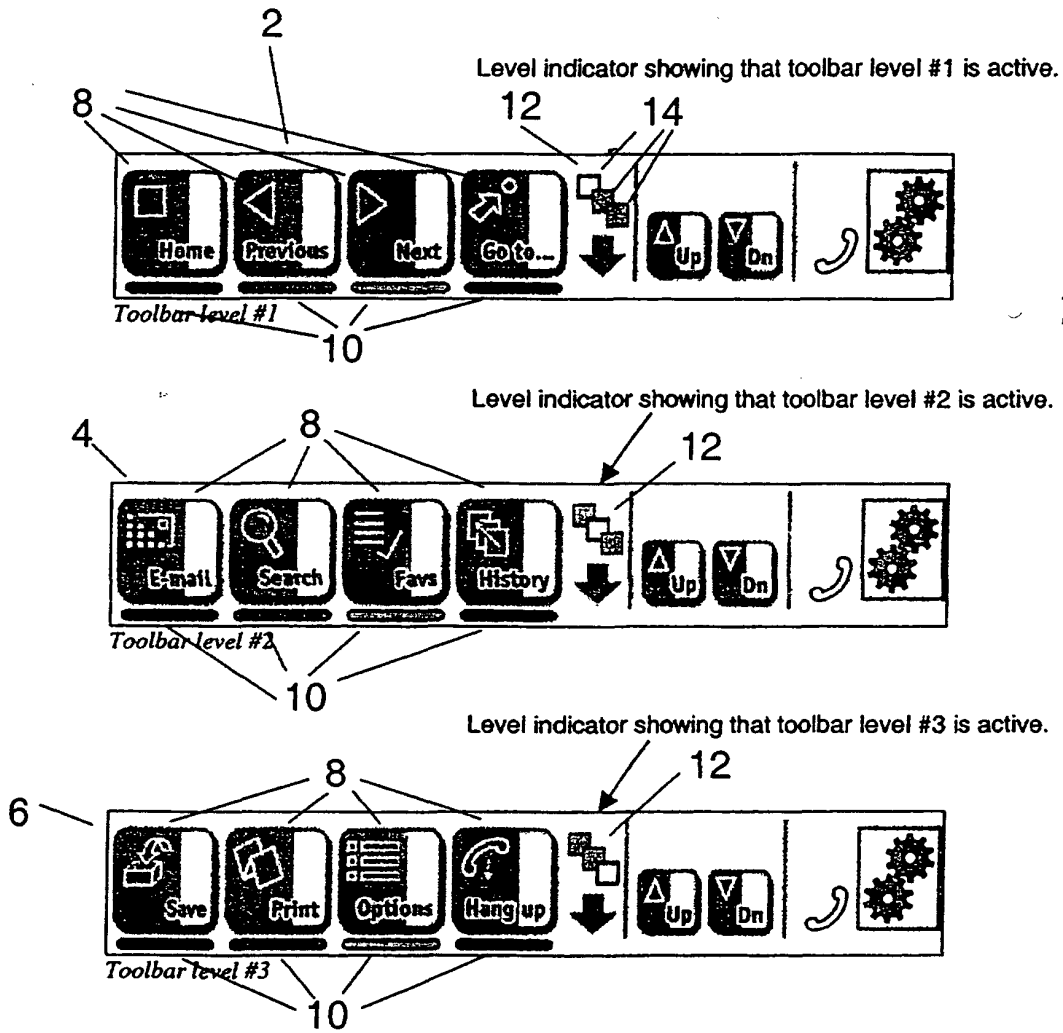 2
Level indicator showing that toolbar level #1 is active.
8
12 14
Home Previous Next Go to... Up Dn
Toolbar level #1
10
Level indicator showing that toolbar level #2 is active.
4
8
12
E-mail Search Favs History Up Dn
Toolbar level #2
10
Level indicator showing that toolbar level #3 is active.
6
8
12
Save Print Options Hang up Up Dn
Toolbar level #3
10